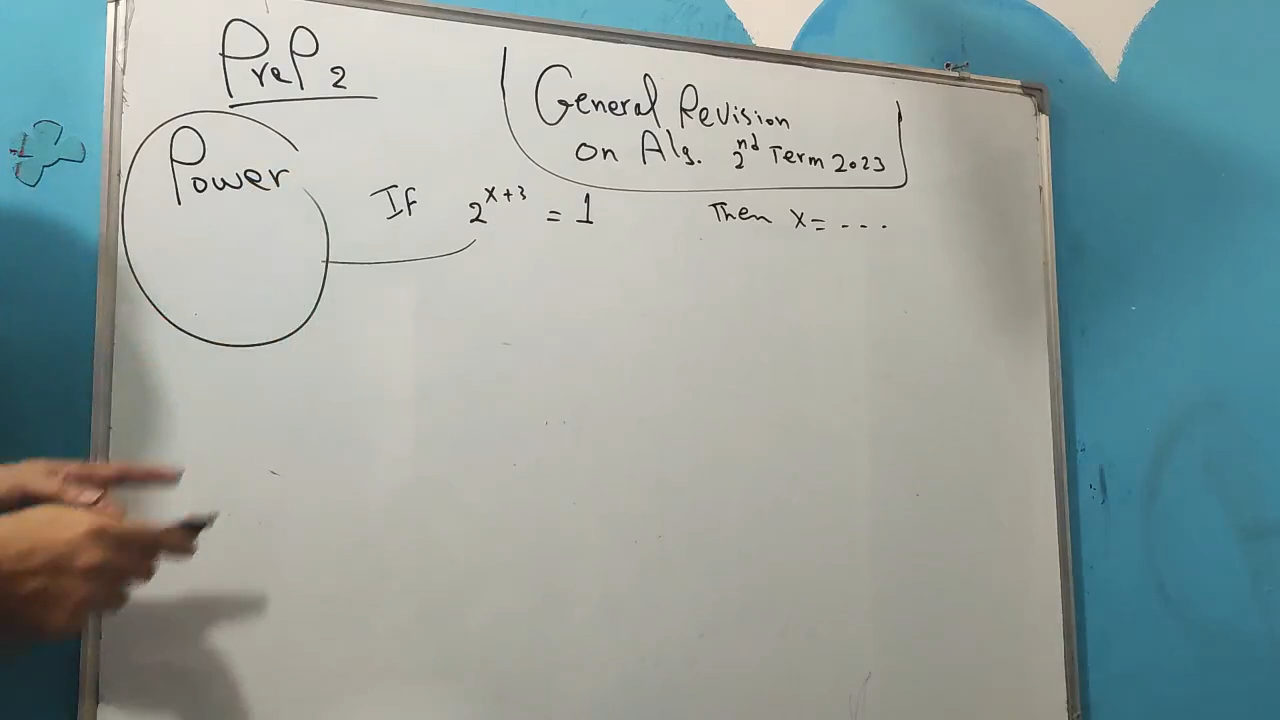 PreP 2
General Revision
on Alg. 2nd Term 2023
Power
If 2^{x+3} = 1 Then x = ---